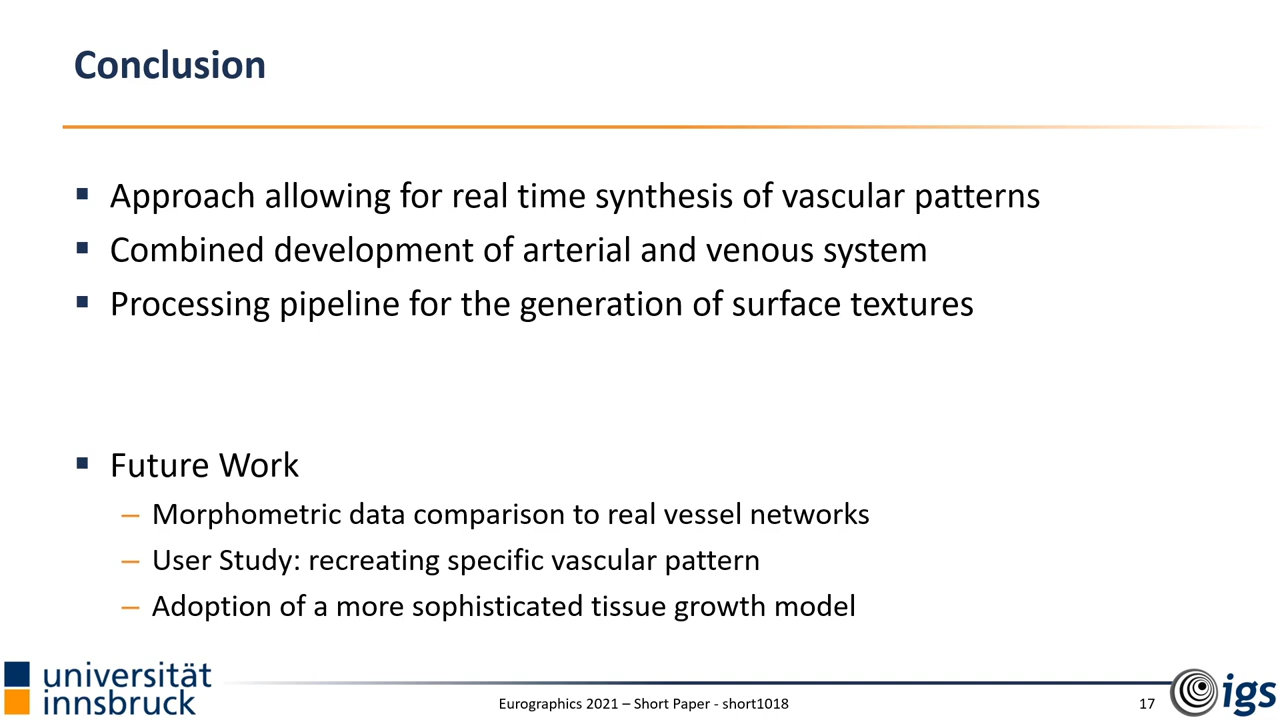 Conclusion
Approach allowing for real time synthesis of vascular patterns
Combined development of arterial and venous system
Processing pipeline for the generation of surface textures
Future Work
– Morphometric data comparison to real vessel networks
– User Study: recreating specific vascular pattern
– Adoption of a more sophisticated tissue growth model
universität
innsbruck
Eurographics 2021 – Short Paper - short1018
17
igs